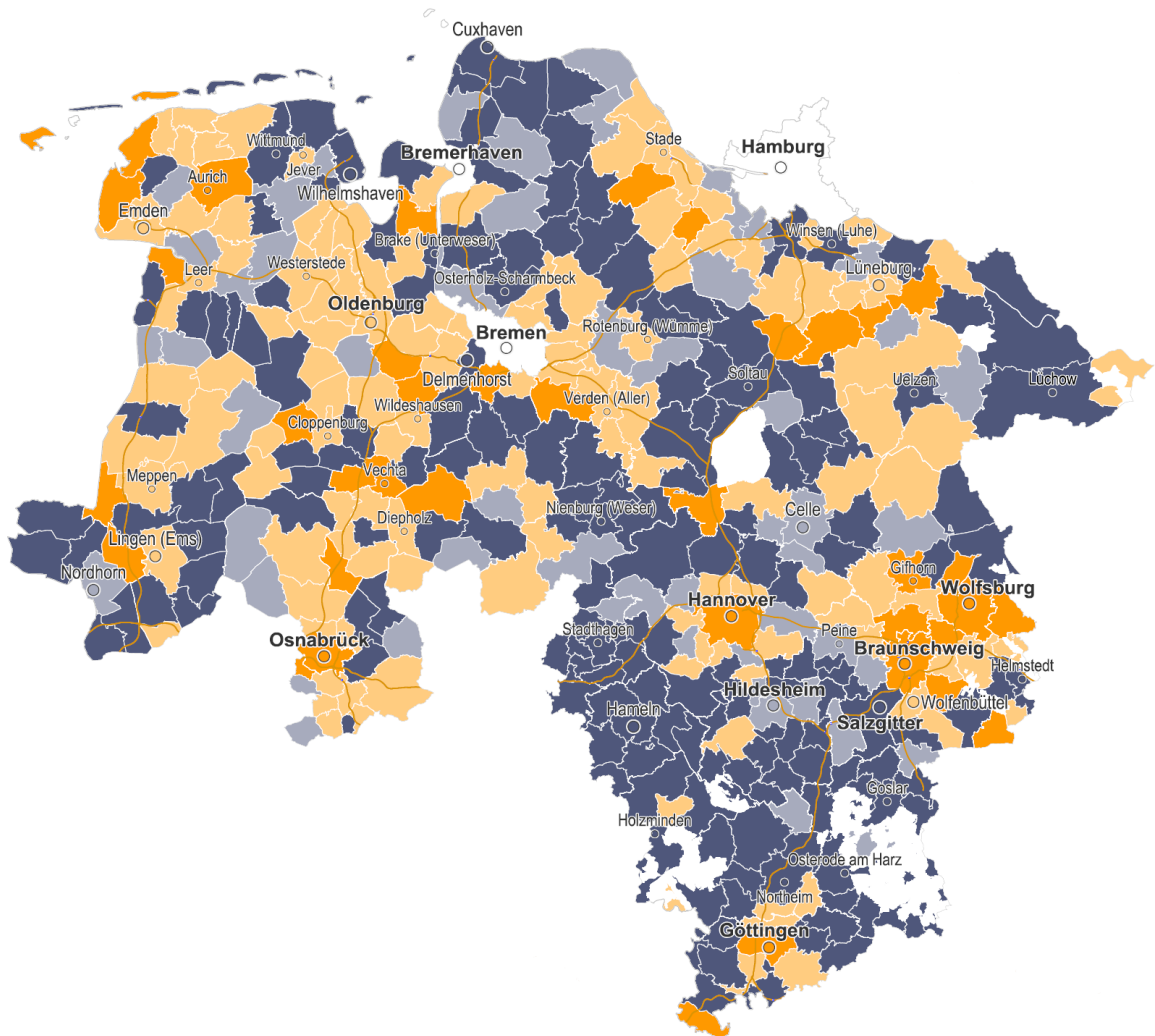 Cuxhaven
Wittmund
Jever
Bremerhaven
Stade
Hamburg
Aurich
Wilhelmshaven
Emden
Brake (Unterweser)
Winsen (Luhe)
Leer
Westerstede
Osterholz-Scharmbeck
Lüneburg
Oldenburg
Bremen
Rotenburg (Wümme)
Delmenhorst
Soltau
Uelzen
Lüchow
Wildeshausen
Verden (Aller)
Cloppenburg
Meppen
Vechta
Nienburg (Weser)
Celle
Diepholz
Lingen (Ems)
Nordhorn
Gifhorn
Wolfsburg
Hannover
Stadthagen
Peine
Osnabrück
Braunschweig
Helmstedt
Hildesheim
Wolfenbüttel
Hameln
Salzgitter
Goslar
Holzminden
Osterode am Harz
Northeim
Göttingen